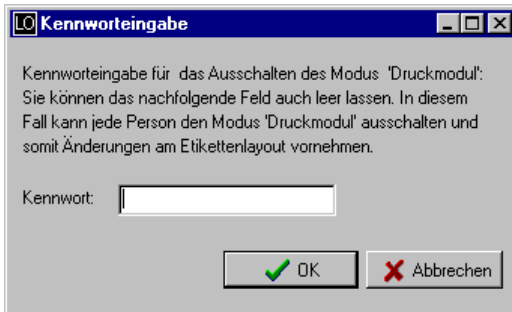 LO Kennworteingabe
Kennworteingabe für das Ausschalten des Modus 'Druckmodul':
Sie können das nachfolgende Feld auch leer lassen. In diesem
Fall kann jede Person den Modus 'Druckmodul' ausschalten und
somit Änderungen am Etikettenlayout vornehmen.
Kennwort:
OK Abbrechen